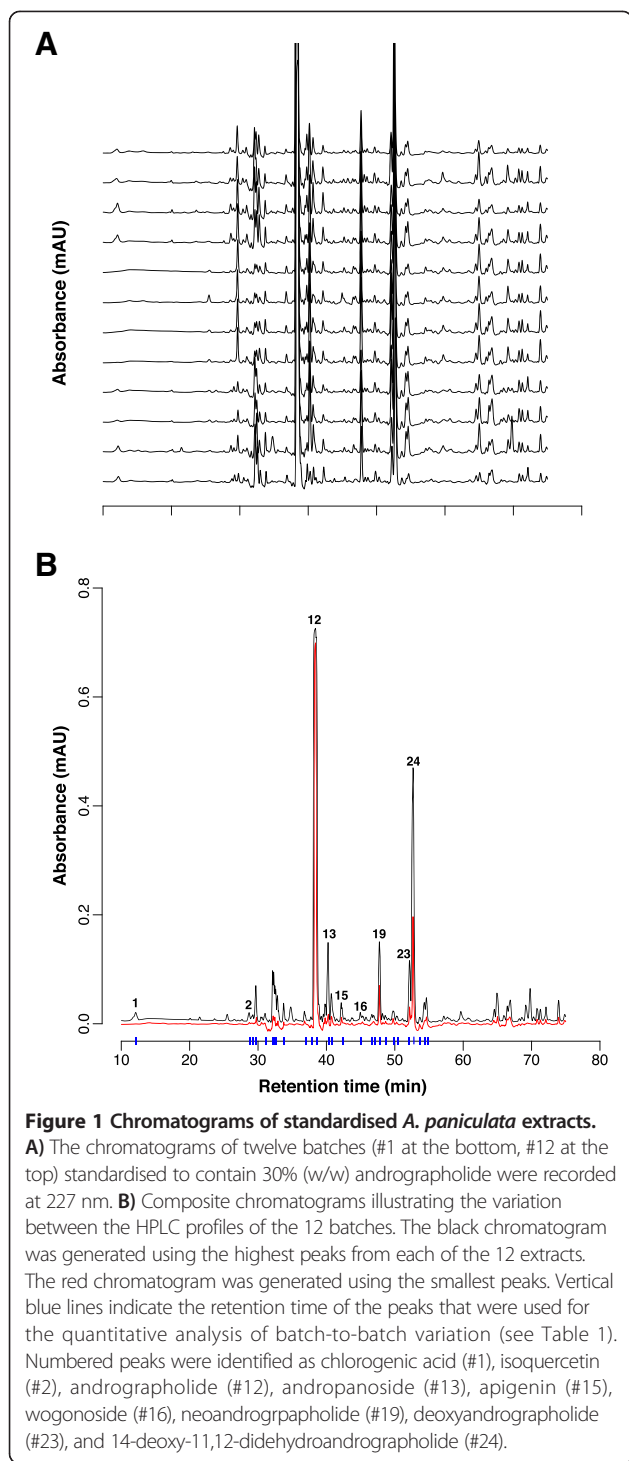 A
Absorbance (mAU)
B
0.8
0.6
0.4
0.2
0.0
Absorbance (mAU)
12
24
13
19
23
15
16
1
2
10 20 30 40 50 60 70 80
Retention time (min)
Figure 1 Chromatograms of standardised A. paniculata extracts.
A) The chromatograms of twelve batches (#1 at the bottom, #12 at the
top) standardised to contain 30% (w/w) andrographolide were recorded
at 227 nm. B) Composite chromatograms illustrating the variation
between the HPLC profiles of the 12 batches. The black chromatogram
was generated using the highest peaks from each of the 12 extracts.
The red chromatogram was generated using the smallest peaks. Vertical
blue lines indicate the retention time of the peaks that were used for
the quantitative analysis of batch-to-batch variation (see Table 1).
Numbered peaks were identified as chlorogenic acid (#1), isoquercetin
(#2), andrographolide (#12), andropanoside (#13), apigenin (#15),
wogonoside (#16), neoandrogrpapholide (#19), deoxyandrographolide
(#23), and 14-deoxy-11,12-didehydroandrographolide (#24).